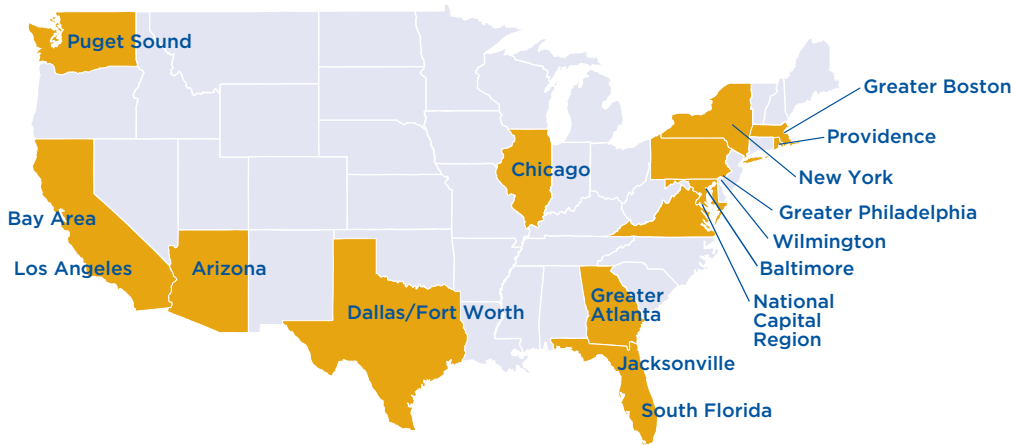 Puget Sound
Greater Boston
Providence
Chicago
New York
Greater Philadelphia
Bay Area
Wilmington
Los Angeles
Arizona
Baltimore
National
Capital
Region
Greater
Atlanta
Dallas/Fort Worth
Jacksonville
South Florida